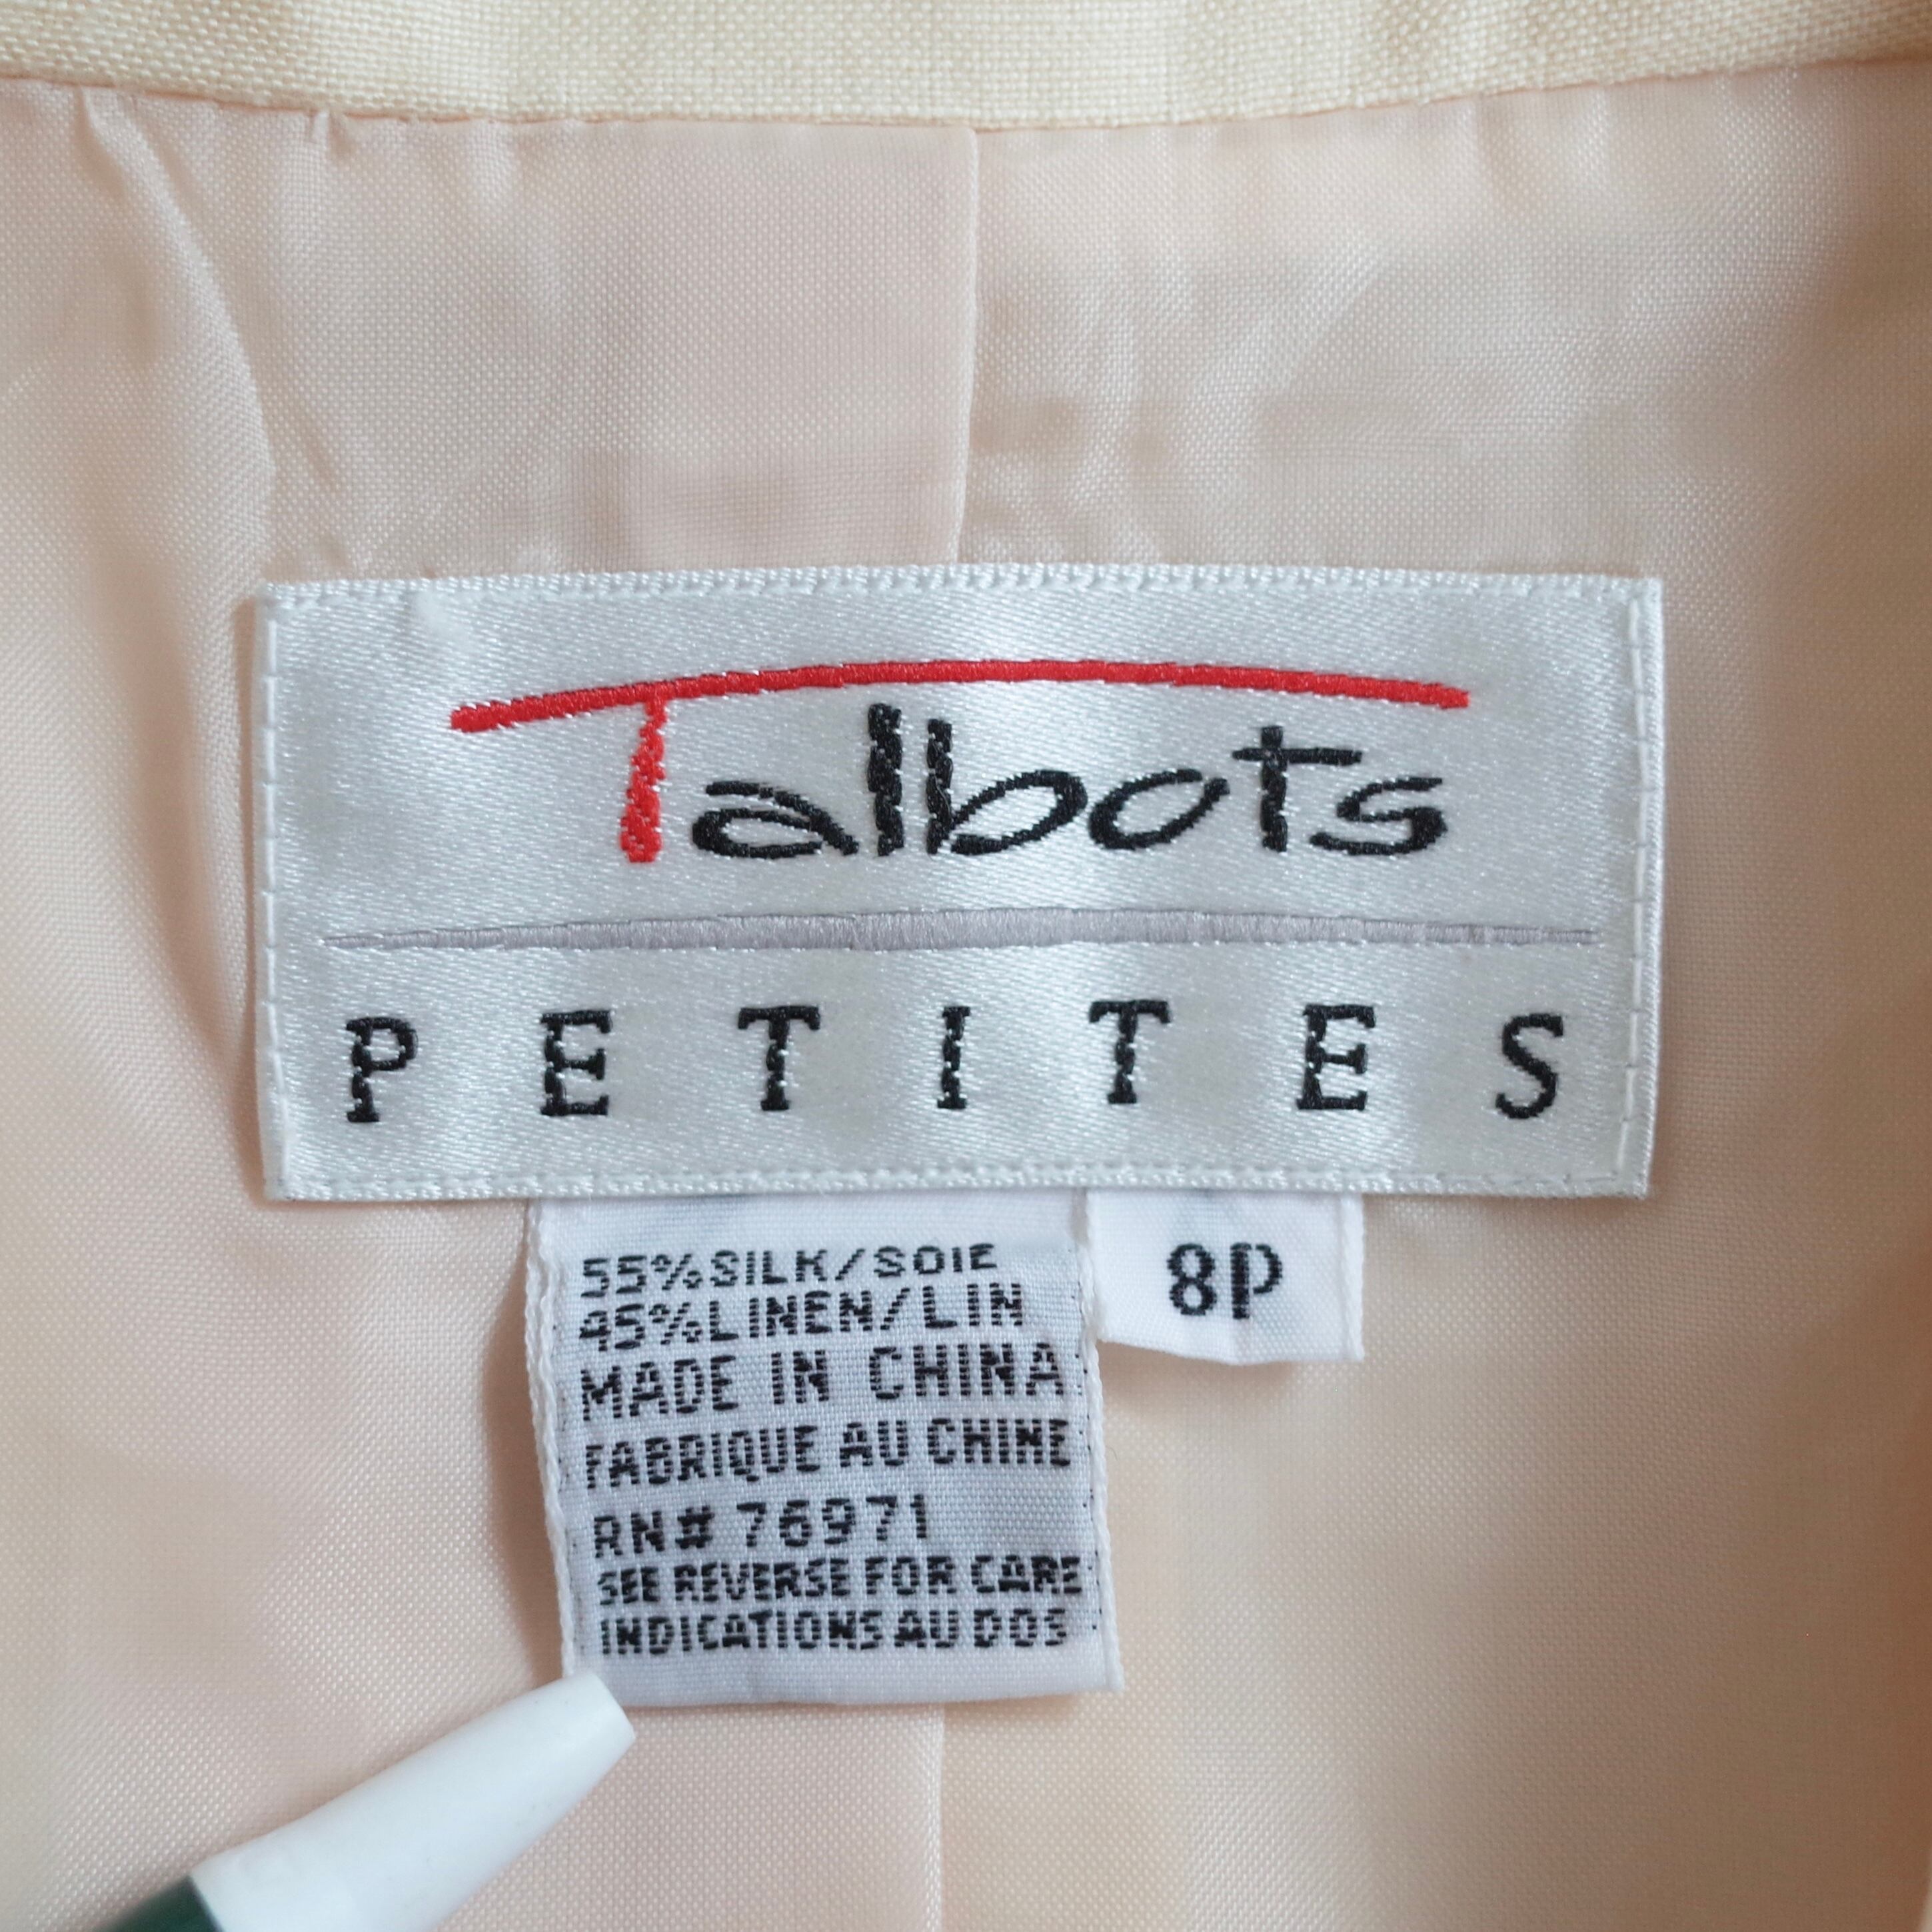 Talbots
PETITES
55% SILK/SOIE
45% LINEN/LIN
MADE IN CHINA
FABRIQUE AU CHINE
RN# 76971
SEE REVERSE FOR CARE
INDICATIONS AU DOS
8P